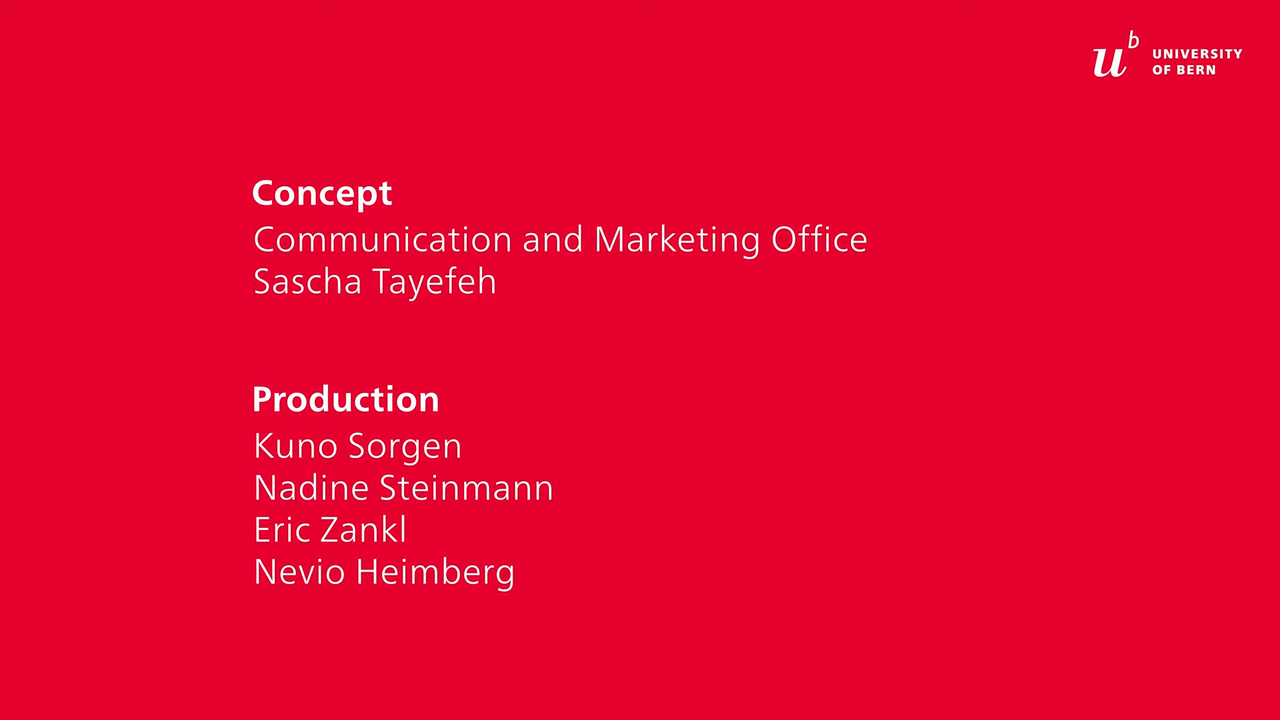 u b UNIVERSITY
OF BERN
Concept
Communication and Marketing Office
Sascha Tayefeh
Production
Kuno Sorgen
Nadine Steinmann
Eric Zankl
Nevio Heimberg